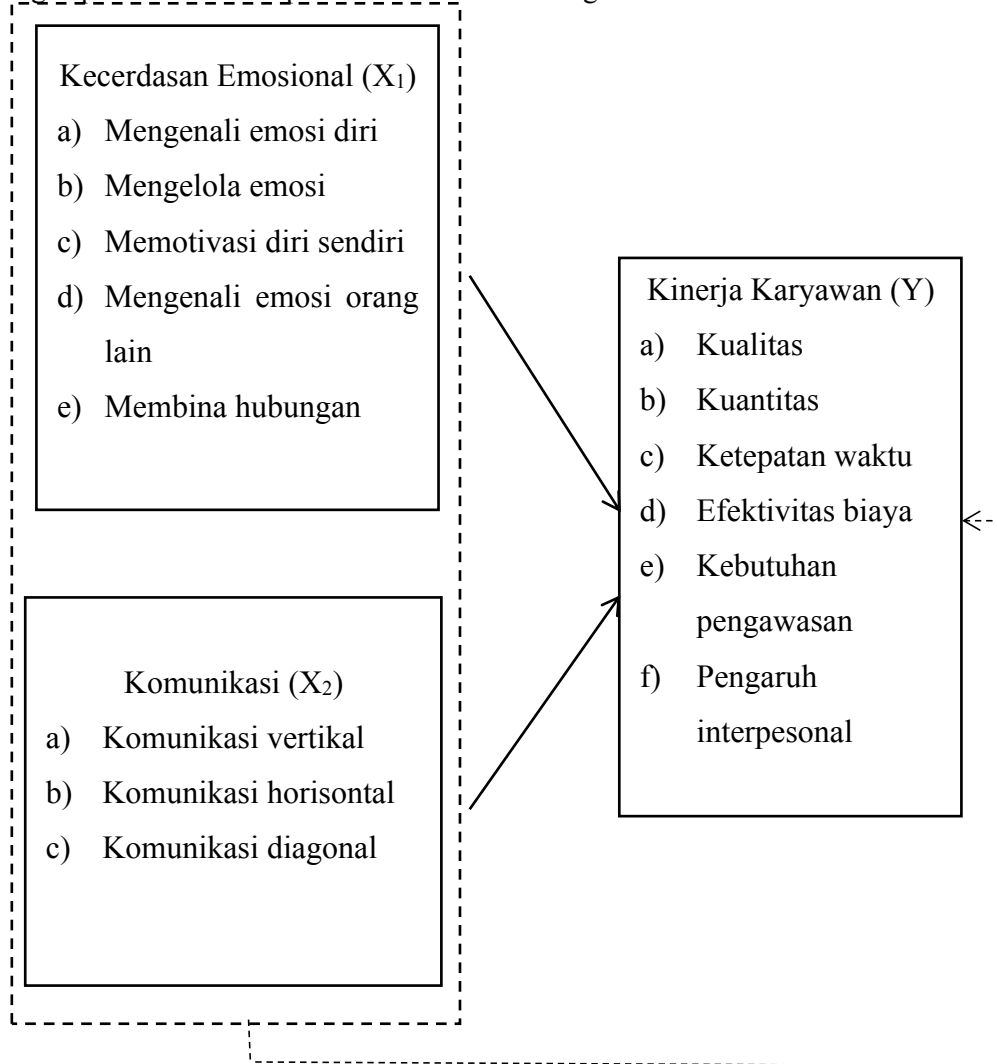 Kecerdasan Emosional (X₁)
a) Mengenali emosi diri
b) Mengelola emosi
c) Memotivasi diri sendiri
d) Mengenali emosi orang
lain
e) Membina hubungan
Kinerja Karyawan (Y)
a) Kualitas
b) Kuantitas
c) Ketepatan waktu
d) Efektivitas biaya
e) Kebutuhan
pengawasan
f) Pengaruh
interpesonal
Komunikasi (X₂)
a) Komunikasi vertikal
b) Komunikasi horisontal
c) Komunikasi diagonal